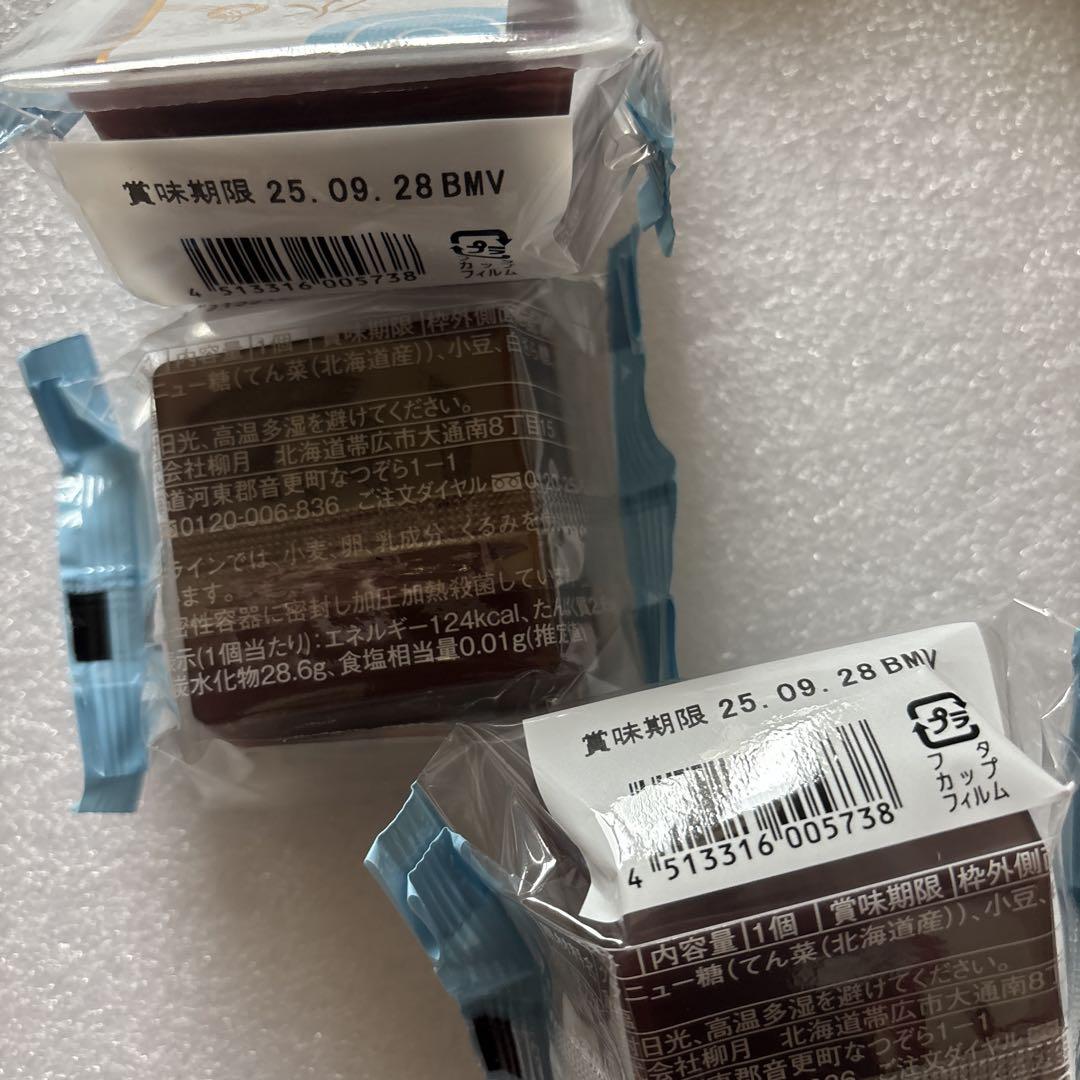 賞味期限 25.09.28 BMV
4 513316 005738
プラ
カップ
フィルム
内容量 1個 賞味期限 枠外側面
ニュー糖(てん菜(北海道産))、小豆、
日光、高温多湿を避けてください。
会社柳月 北海道帯広市大通南8丁目15
道河東郡音更町なつぞら1ー1
0120-006-836 ご注文ダイヤル
ラインでは、小麦、卵、乳成分、くるみを
ます。
密性容器に密封し加圧加熱殺菌してい
示(1個当たり):エネルギー124kcal、たん
炭水化物28.6g、食塩相当量0.01g(推定値
賞味期限 25.09.28 BMV
プラ
フタ
カップ
フィルム
4 513316 005738
内容量 1個 賞味期限 枠外側面
ニュー糖(てん菜(北海道産))、小豆、
日光、高温多湿を避けてください。
会社柳月 北海道帯広市大通南8
道河東郡音更町なつぞら1ー1
ご注文ダイヤル